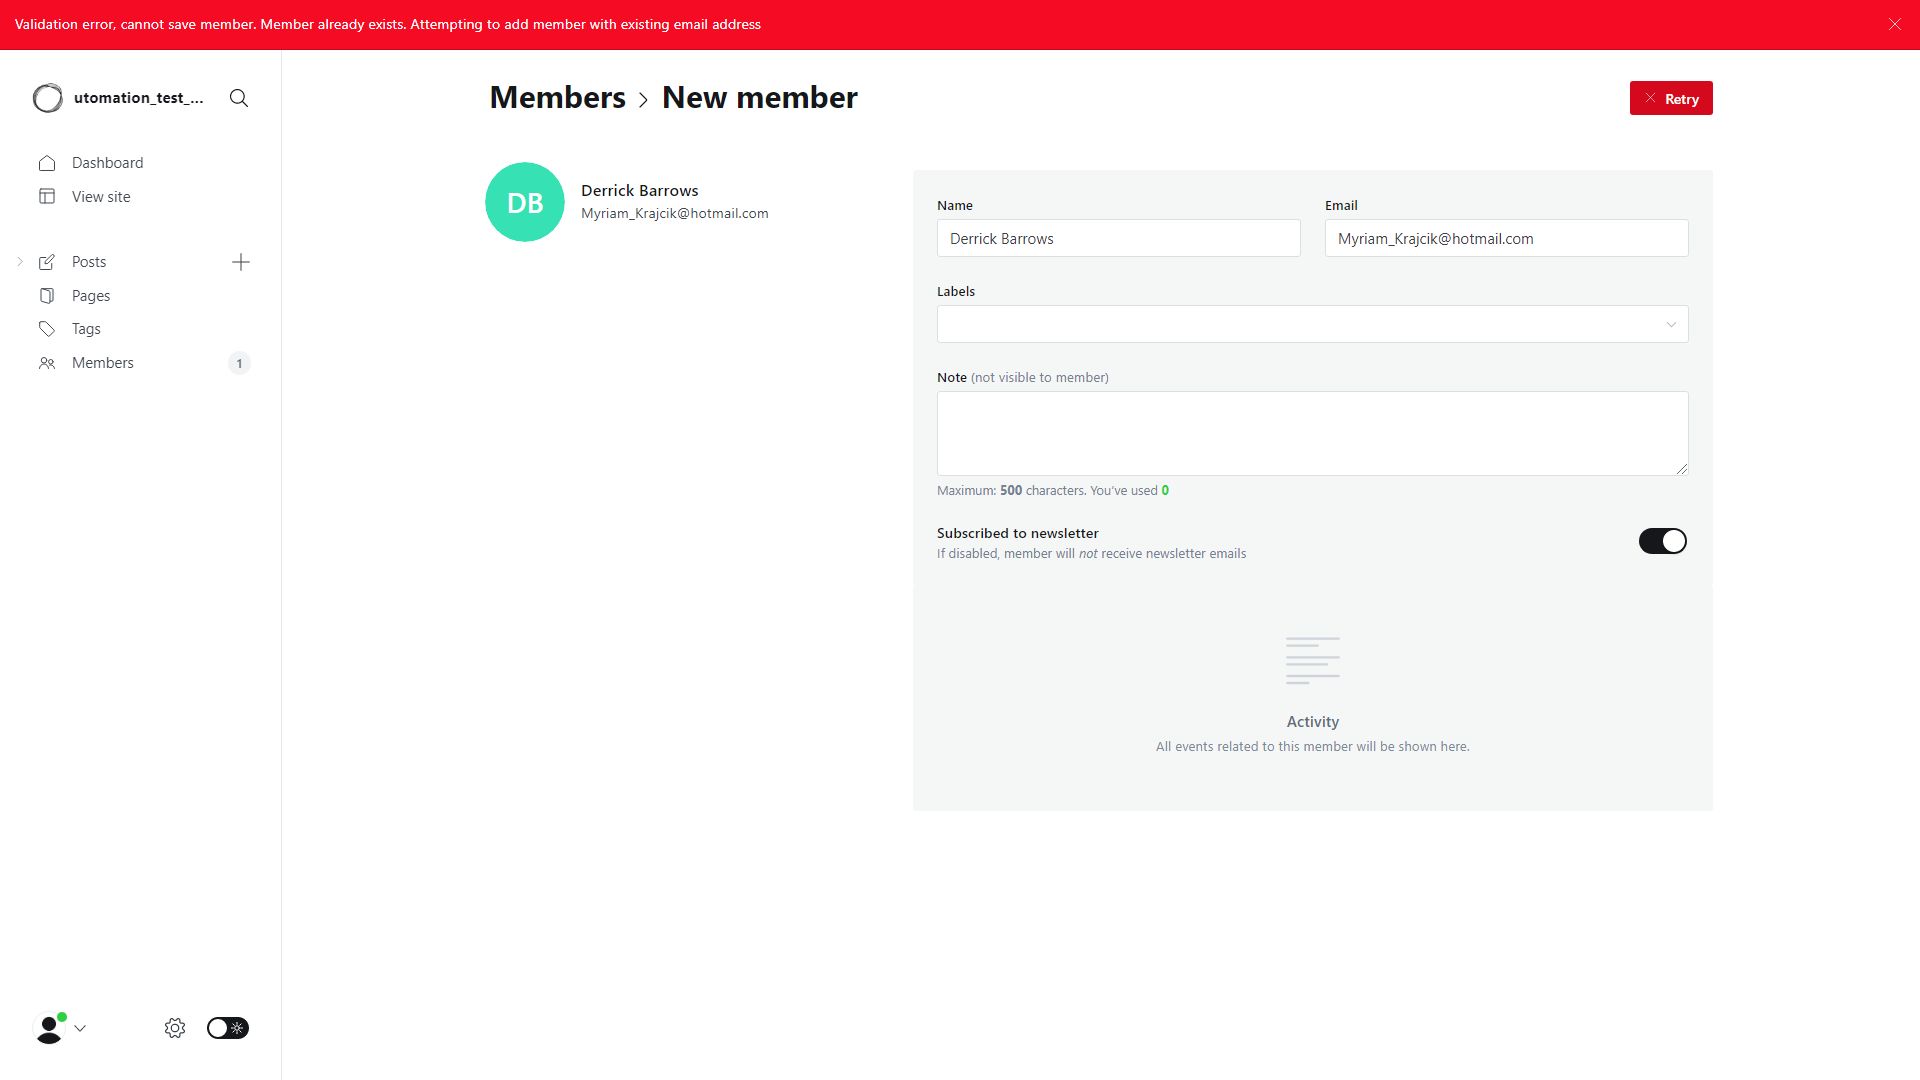 Validation error, cannot save member. Member already exists. Attempting to add member with existing email address
utomation_test_...
Dashboard
View site
Posts
Pages
Tags
Members
1
Members
New member
Retry
DB
Derrick Barrows
Myriam_Krajcik@hotmail.com
Name
Email
Derrick Barrows
Myriam_Krajcik@hotmail.com
Labels
Note (not visible to member)
Maximum: 500 characters. You've used 0
Subscribed to newsletter
If disabled, member will not receive newsletter emails
Activity
All events related to this member will be shown here.